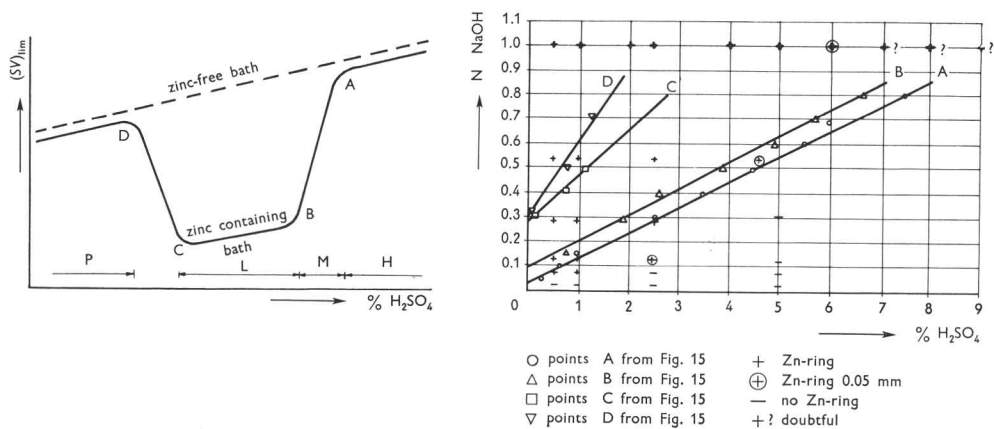 (SV)lim
zinc-free bath
A
D
zinc containing
bath
B
C
P
L
M
H
% H2SO4
N NaOH
1.1
1.0
0.9
0.8
0.7
0.6
0.5
0.4
0.3
0.2
0.1
0 1 2 3 4 5 6 7 8 9
D
C
B
A
? ? ?
% H2SO4
points A from Fig. 15
points B from Fig. 15
points C from Fig. 15
points D from Fig. 15
+ Zn-ring
⊕ Zn-ring 0.05 mm
— no Zn-ring
+? doubtful